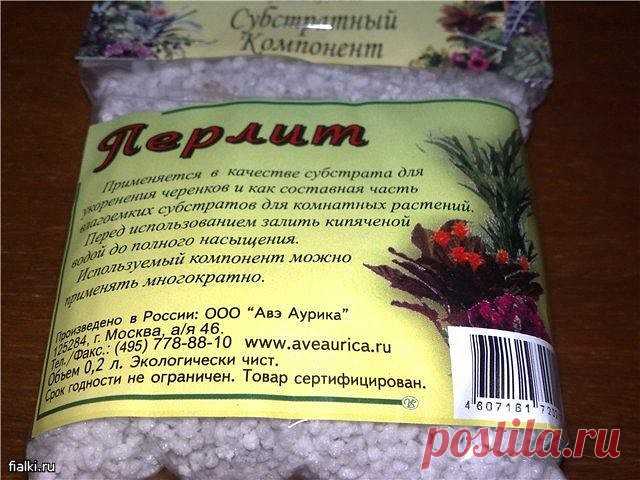 Субстратный
Компонент
Перлит
Применяется в качестве субстрата для
укоренения черенков и как составная часть
влагоемких субстратов для комнатных растений.
Перед использованием залить кипяченой
водой до полного насыщения.
Используемый компонент можно
применять многократно.
Произведено в России: ООО "Авэ Аурика"
125284, г. Москва, а/я 46.
Тел./Факс.: (495) 778-88-10 www.aveaurica.ru
Объем 0,2 л. Экологически чист.
Срок годности не ограничен. Товар сертифицирован.
4 607161
postila.ru
fialki.ru